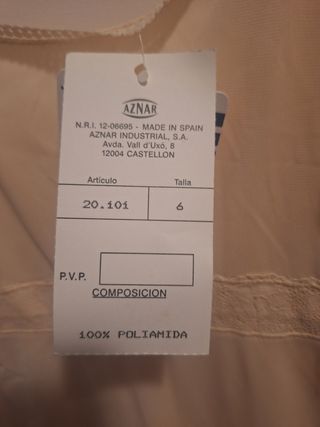 AZNAR
N.R.I. 12-06695 - MADE IN SPAIN
AZNAR INDUSTRIAL, S.A.
Avda. Vall d'Uxó, 8
12004 CASTELLON
Artículo Talla
20.101 6
P.V.P.
COMPOSICION
100% POLIAMIDA